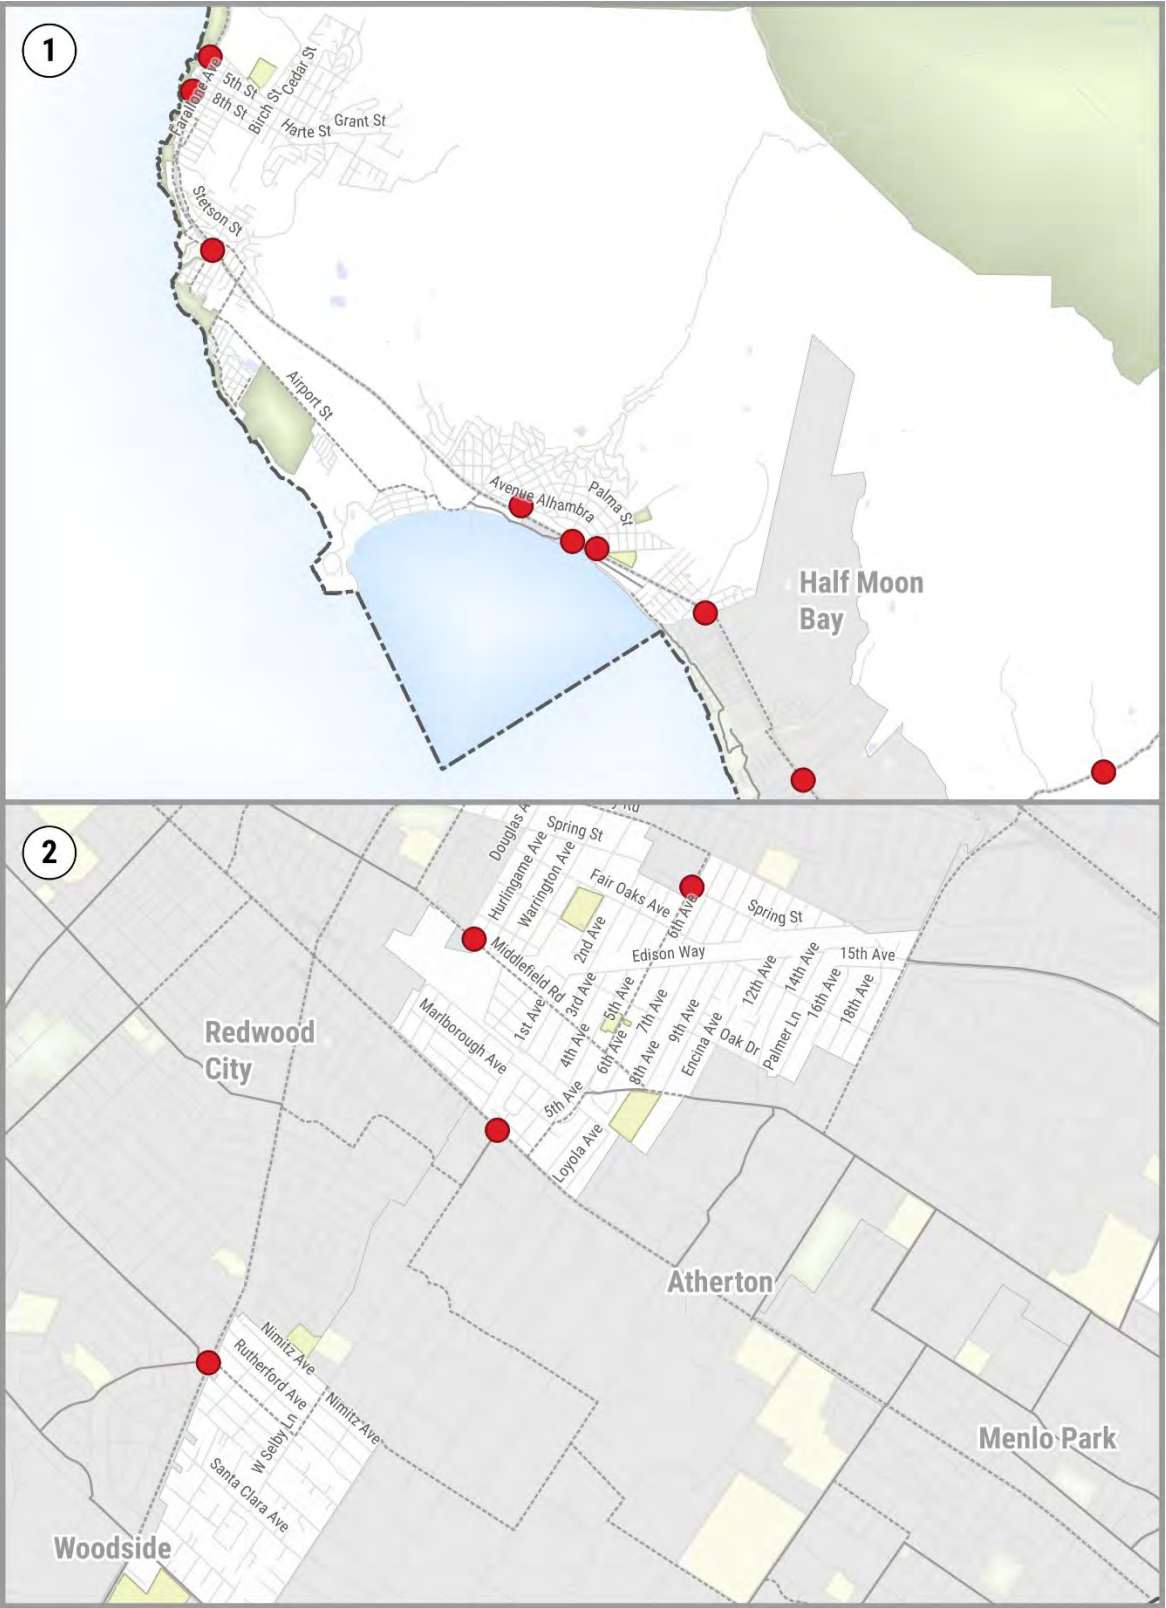 1
5th St
8th St
Farallone Ave
Birch St
Cedar St
Harte St
Grant St
Stetson St
Airport St
Avenue Alhambra
Palma St
Half Moon
Bay
2
Douglas A
y Rd
Spring St
Hurlingame Ave
Warrington Ave
Fair Oaks Ave
6th Ave
Spring St
2nd Ave
Edison Way
15th Ave
Middlefield Rd
14th Ave
12th Ave
16th Ave
18th Ave
3rd Ave
5th Ave
7th Ave
9th Ave
1st Ave
Marlborough Ave
4th Ave
6th Ave
8th Ave
Encina Ave
Oak Dr
Palmer Ln
Redwood
City
5th Ave
Loyola Ave
Atherton
Nimitz Ave
Rutherford Ave
Nimitz Ave
W Selby Ln
Santa Clara Ave
Menlo Park
Woodside